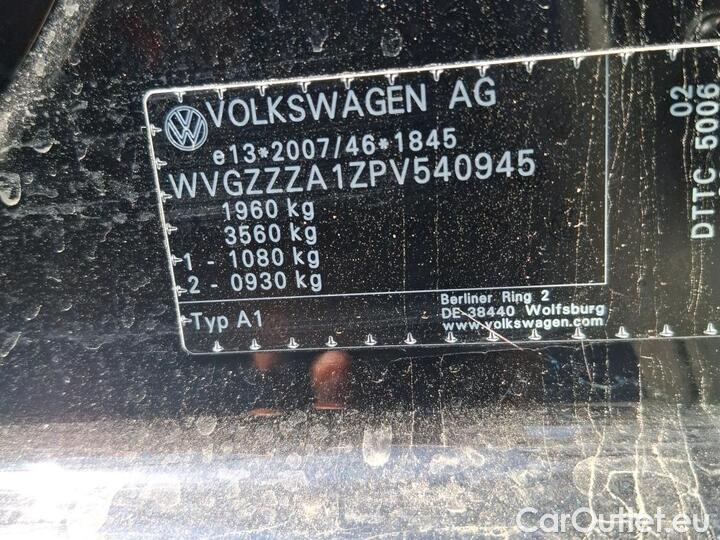 VOLKSWAGEN AG
e13*2007/46*1845
WVGZZZA1ZPV540945
1960 kg
3560 kg
1 - 1080 kg
2 - 0930 kg
Typ A1
Berliner Ring 2
DE-38440 Wolfsburg
www.volkswagen.com
02
DTTC 5006
CarOutlet.eu